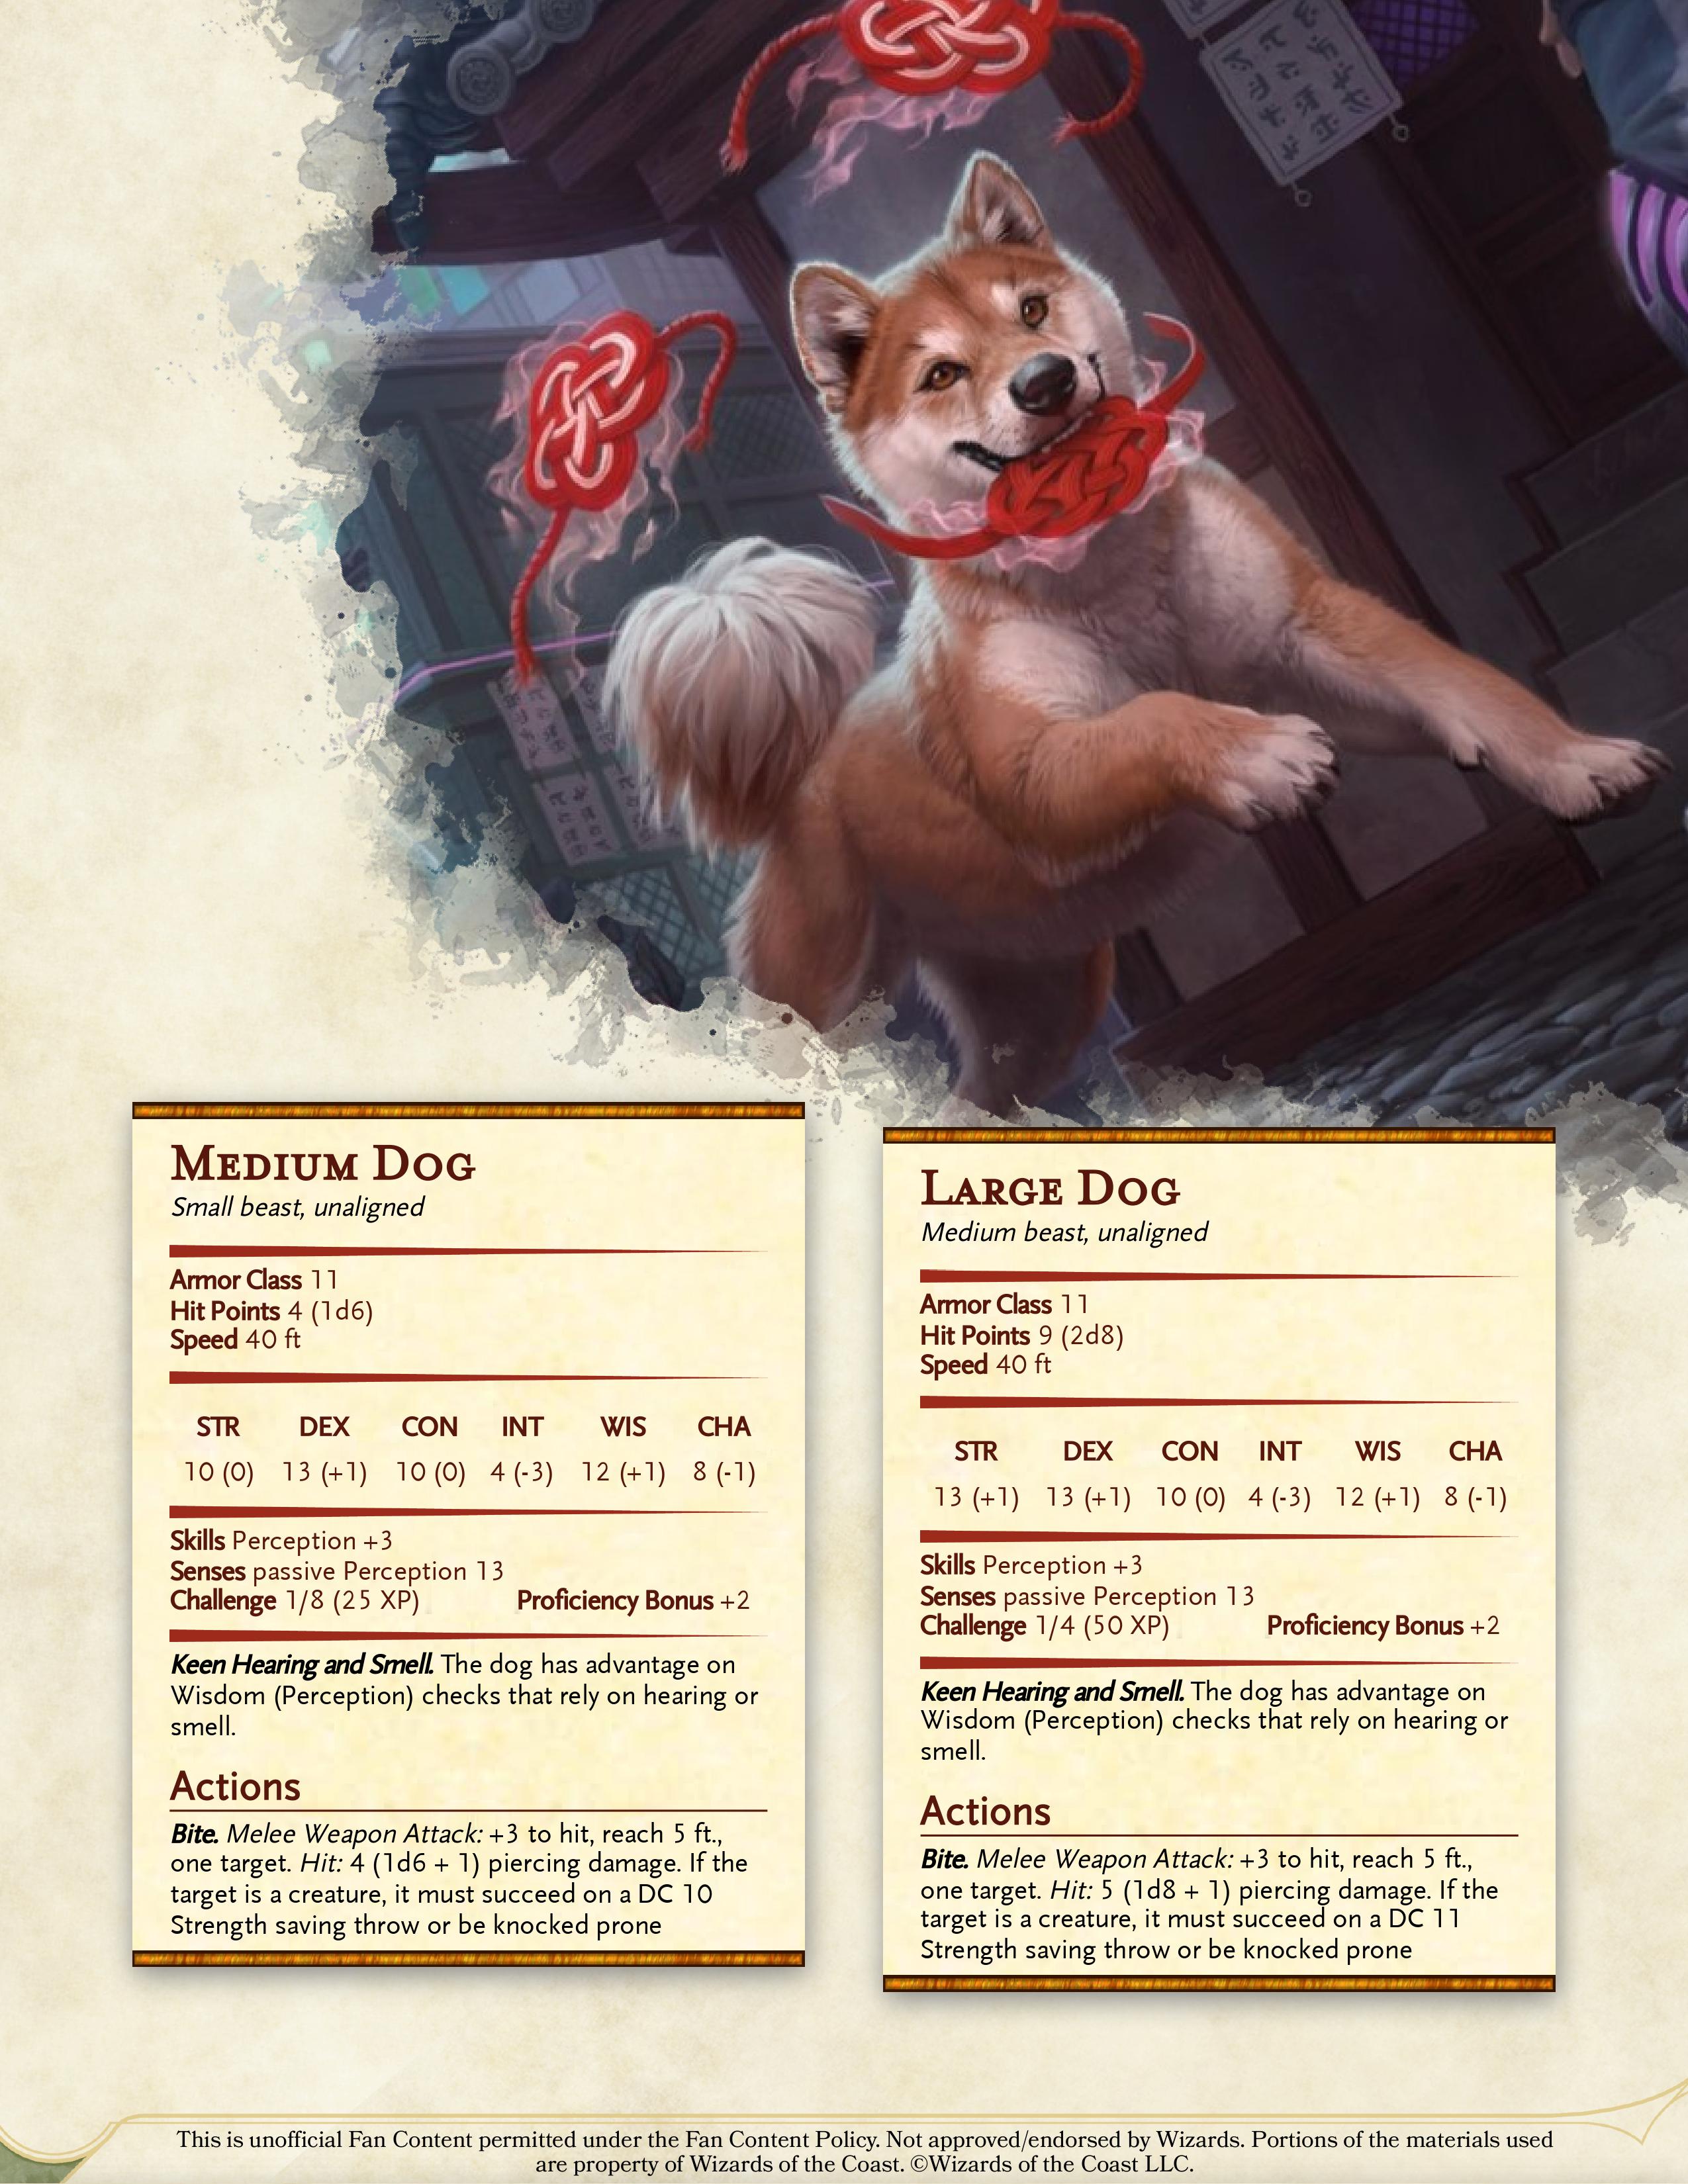 MEDIUM DOG
Small beast, unaligned
Armor Class 11
Hit Points 4 (1d6)
Speed 40 ft
STR DEX CON INT WIS CHA
10 (0) 13 (+1) 10 (0) 4 (-3) 12 (+1) 8 (-1)
Skills Perception +3
Senses passive Perception 13
Challenge 1/8 (25 XP) Proficiency Bonus +2
Keen Hearing and Smell. The dog has advantage on
Wisdom (Perception) checks that rely on hearing or
smell.
Actions
Bite. Melee Weapon Attack: +3 to hit, reach 5 ft.,
one target. Hit: 4 (1d6 + 1) piercing damage. If the
target is a creature, it must succeed on a DC 10
Strength saving throw or be knocked prone
LARGE DOG
Medium beast, unaligned
Armor Class 11
Hit Points 9 (2d8)
Speed 40 ft
STR DEX CON INT WIS CHA
13 (+1) 13 (+1) 10 (0) 4 (-3) 12 (+1) 8 (-1)
Skills Perception +3
Senses passive Perception 13
Challenge 1/4 (50 XP) Proficiency Bonus +2
Keen Hearing and Smell. The dog has advantage on
Wisdom (Perception) checks that rely on hearing or
smell.
Actions
Bite. Melee Weapon Attack: +3 to hit, reach 5 ft.,
one target. Hit: 5 (1d8 + 1) piercing damage. If the
target is a creature, it must succeed on a DC 11
Strength saving throw or be knocked prone
This is unofficial Fan Content permitted under the Fan Content Policy. Not approved/endorsed by Wizards. Portions of the materials used
are property of Wizards of the Coast. ©Wizards of the Coast LLC.